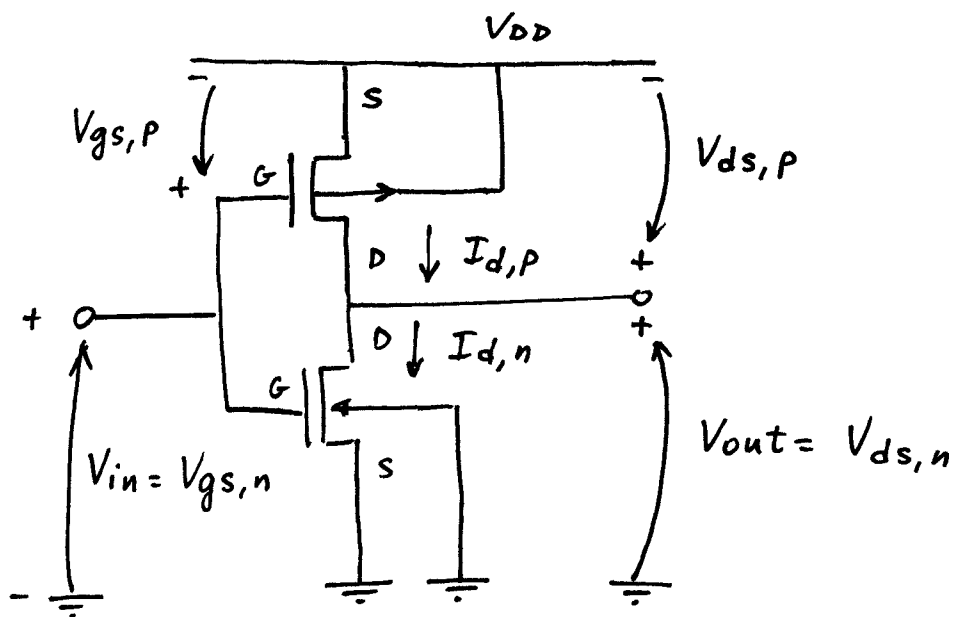 VDD
-
-
S
Vgs,p
+
G
Vds,p
D
Id,p
+
+
+
D
Id,n
G
Vin = Vgs,n
S
Vout = Vds,n
-